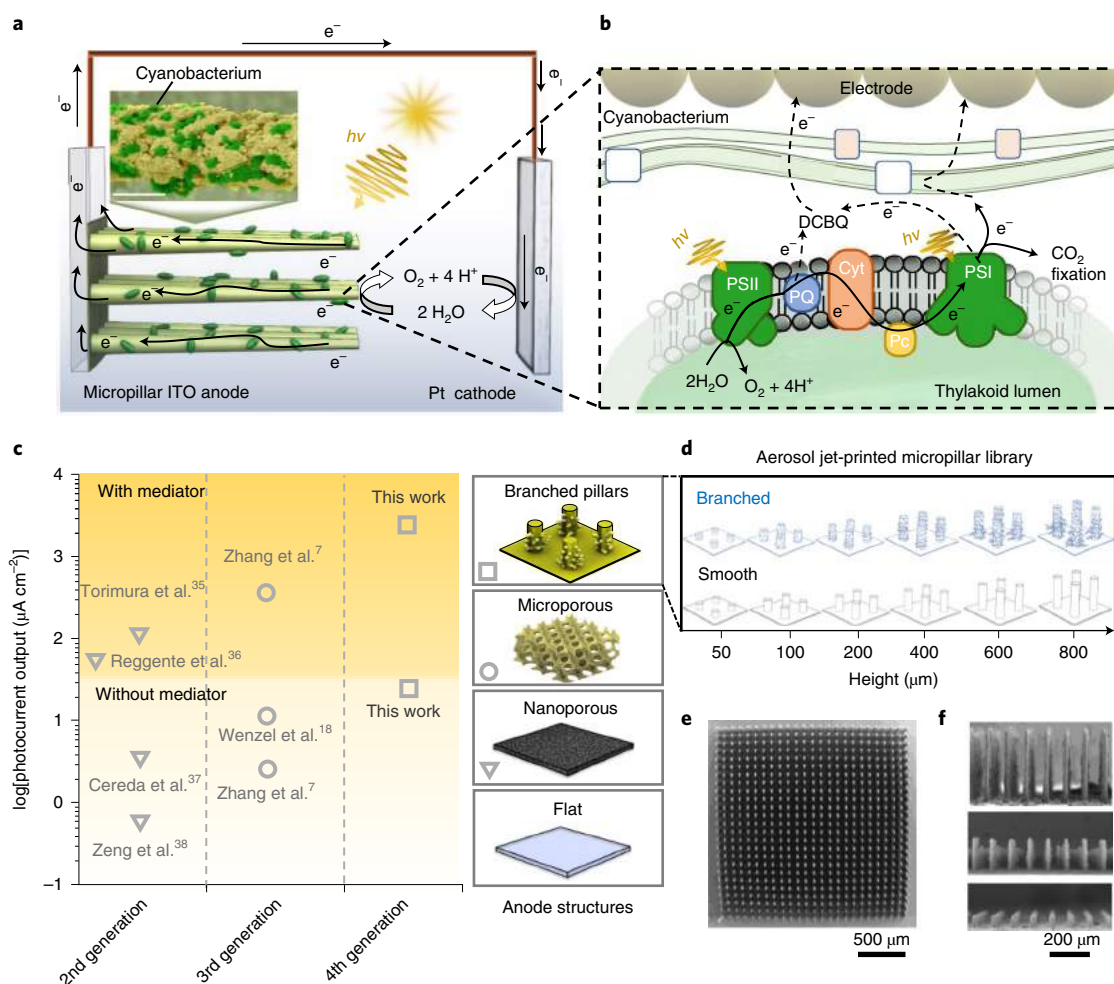 a
e⁻
Cyanobacterium
e⁻
e⁻
hν
e⁻
e⁻
e⁻
e⁻
e⁻
e⁻
O₂ + 4 H⁺
e⁻
2 H₂O
e⁻
e⁻
Micropillar ITO anode
Pt cathode
b
Electrode
Cyanobacterium
e⁻
e⁻
DCBQ
e⁻
hν
e⁻
hν
CO₂
fixation
PSII
PQ
Cyt
PSI
e⁻
e⁻
e⁻
Pc
2H₂O
O₂ + 4H⁺
Thylakoid lumen
c
log[photocurrent output (μA cm⁻²)]
4
3
2
1
0
−1
With mediator
This work
Zhang et al.⁷
Torimura et al.³⁵
Reggente et al.³⁶
Without mediator
This work
Wenzel et al.¹⁸
Cereda et al.³⁷
Zhang et al.⁷
Zeng et al.³⁸
2nd generation
3rd generation
4th generation
Branched pillars
Microporous
Nanoporous
Flat
Anode structures
d
Aerosol jet-printed micropillar library
Branched
Smooth
50
100
200
400
600
800
Height (μm)
e
500 μm
f
200 μm